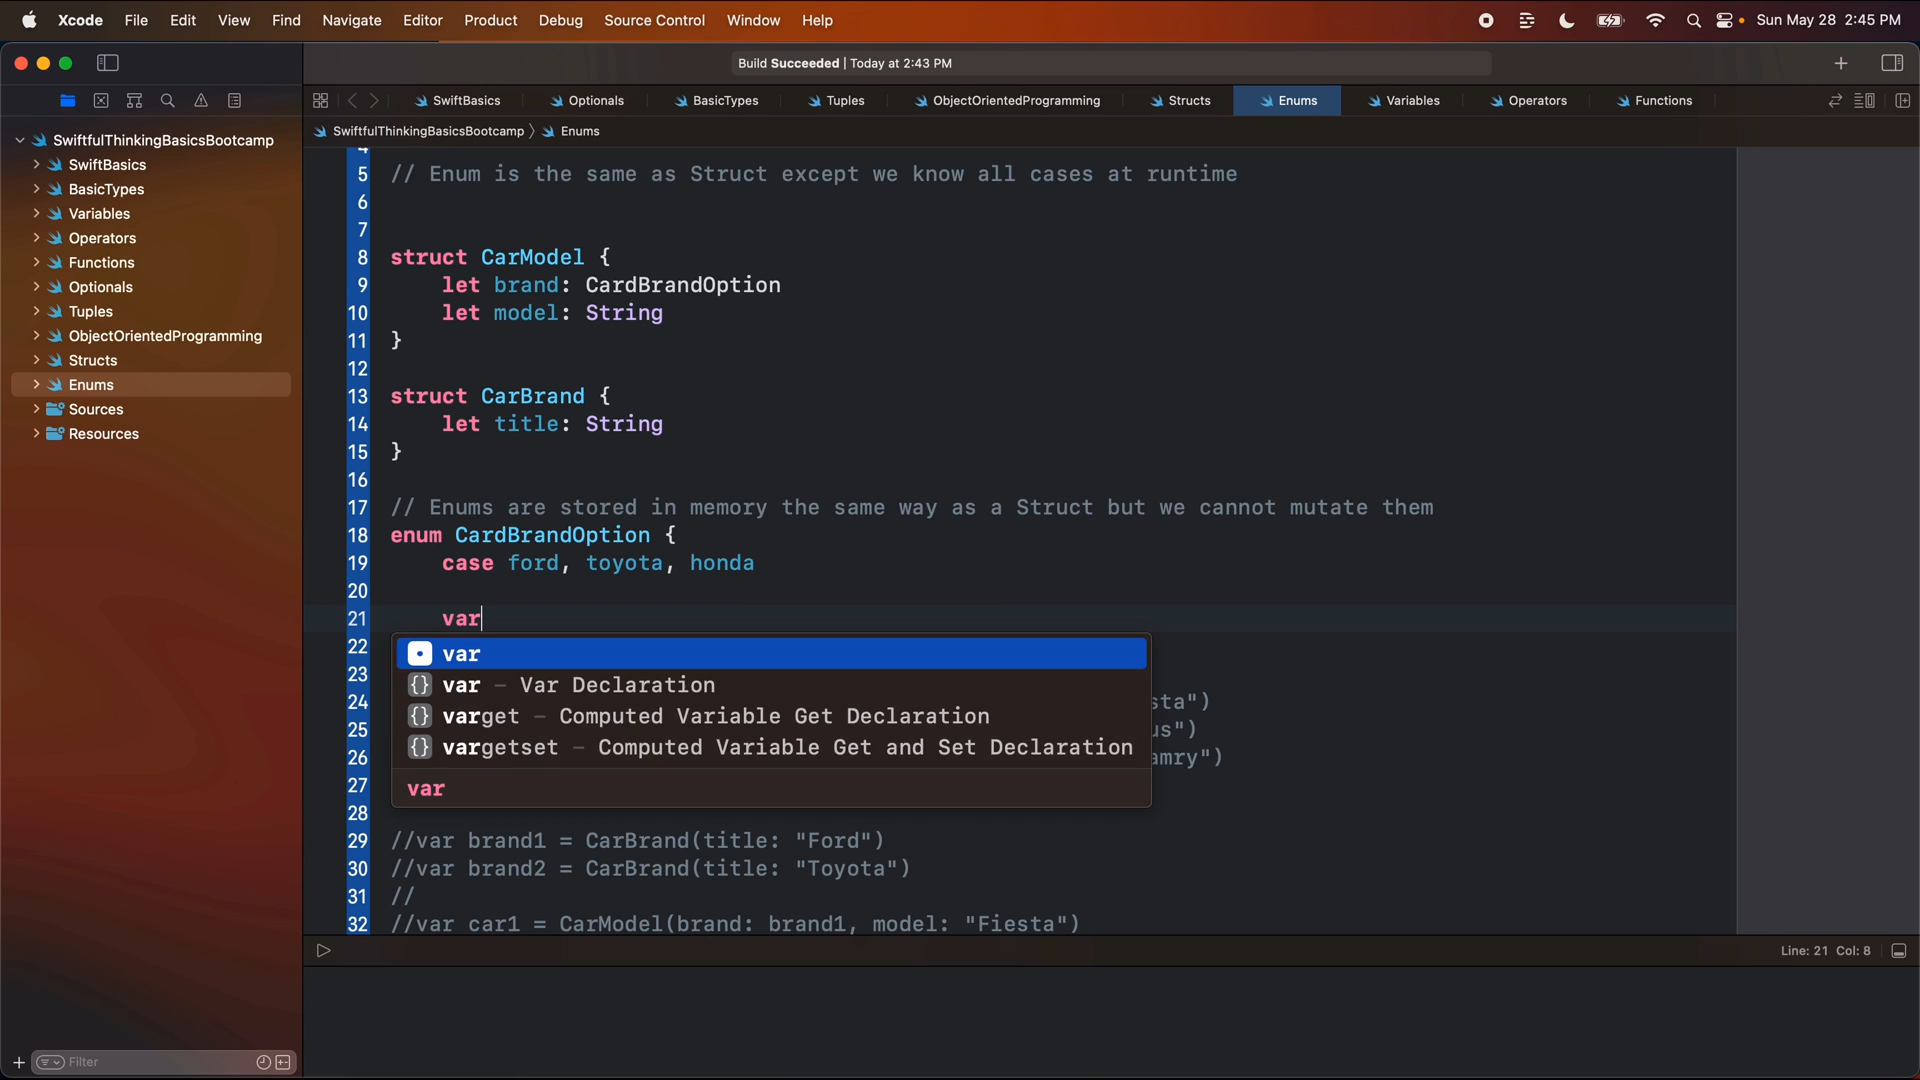 Xcode File Edit View Find Navigate Editor Product Debug Source Control Window Help Sun May 28 2:45 PM
Build Succeeded | Today at 2:43 PM
SwiftBasics Optionals BasicTypes Tuples ObjectOrientedProgramming Structs Enums Variables Operators Functions
SwiftfulThinkingBasicsBootcamp 〉 Enums
SwiftfulThinkingBasicsBootcamp
SwiftBasics
BasicTypes
Variables
Operators
Functions
Optionals
Tuples
ObjectOrientedProgramming
Structs
Enums
Sources
Resources
Filter
4
5 // Enum is the same as Struct except we know all cases at runtime
6
7
8 struct CarModel {
9 let brand: CardBrandOption
10 let model: String
11 }
12
13 struct CarBrand {
14 let title: String
15 }
16
17 // Enums are stored in memory the same way as a Struct but we cannot mutate them
18 enum CardBrandOption {
19 case ford, toyota, honda
20
21 var
22
23
24 sta")
25 us")
26 amry")
27
28
var
{} var – Var Declaration
{} varget – Computed Variable Get Declaration
{} vargetset – Computed Variable Get and Set Declaration
var
29 //var brand1 = CarBrand(title: "Ford")
30 //var brand2 = CarBrand(title: "Toyota")
31 //
32 //var car1 = CarModel(brand: brand1, model: "Fiesta")
Line: 21 Col: 8